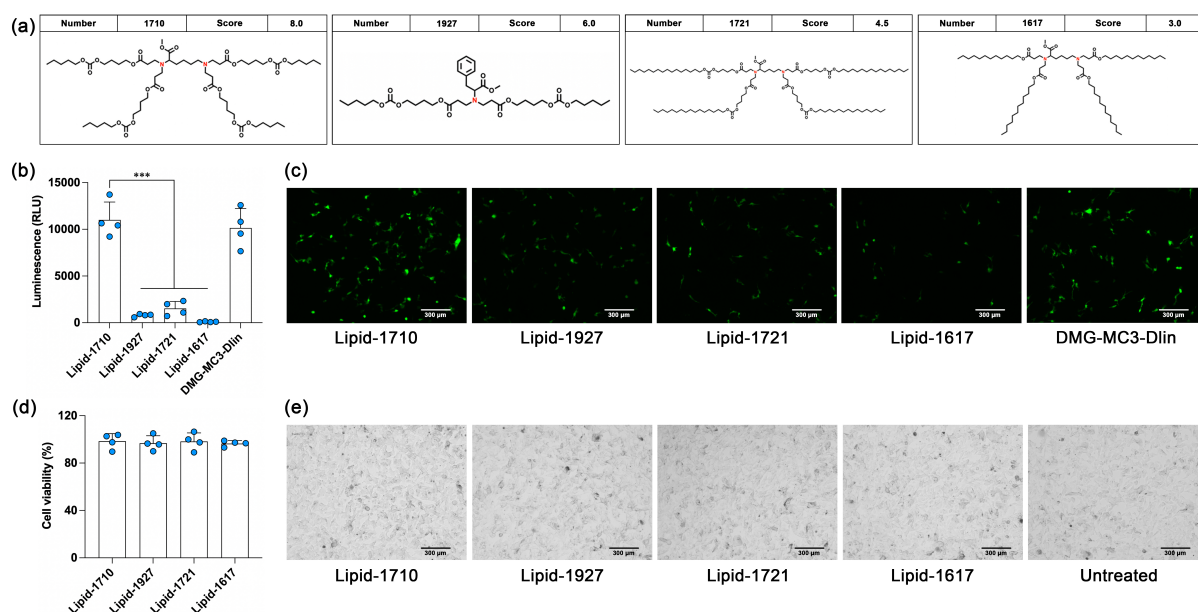 (a)
Number 1710 Score 8.0
Number 1927 Score 6.0
Number 1721 Score 4.5
Number 1617 Score 3.0
(b)
Luminescence (RLU)
15000
10000
5000
0
***
Lipid-1710
Lipid-1927
Lipid-1721
Lipid-1617
DMG-MC3-Dlin
(c)
300 μm
300 μm
300 μm
300 μm
300 μm
Lipid-1710
Lipid-1927
Lipid-1721
Lipid-1617
DMG-MC3-Dlin
(d)
Cell viability (%)
120
80
40
0
Lipid-1710
Lipid-1927
Lipid-1721
Lipid-1617
(e)
300 μm
300 μm
300 μm
300 μm
300 μm
Lipid-1710
Lipid-1927
Lipid-1721
Lipid-1617
Untreated